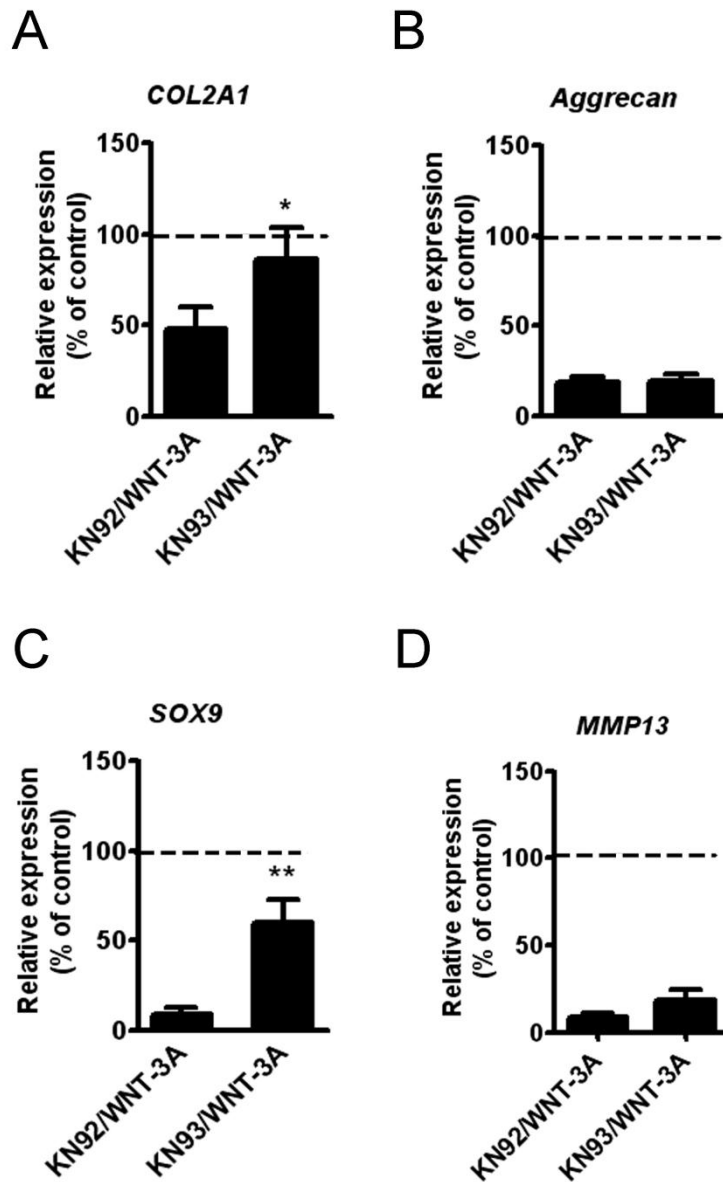 A
COL2A1
Relative expression
(% of control)
150
100
50
0
*
KN92/WNT-3A
KN93/WNT-3A
B
Aggrecan
Relative expression
(% of control)
150
100
50
0
KN92/WNT-3A
KN93/WNT-3A
C
SOX9
Relative expression
(% of control)
150
100
50
0
**
KN92/WNT-3A
KN93/WNT-3A
D
MMP13
Relative expression
(% of control)
150
100
50
0
KN92/WNT-3A
KN93/WNT-3A